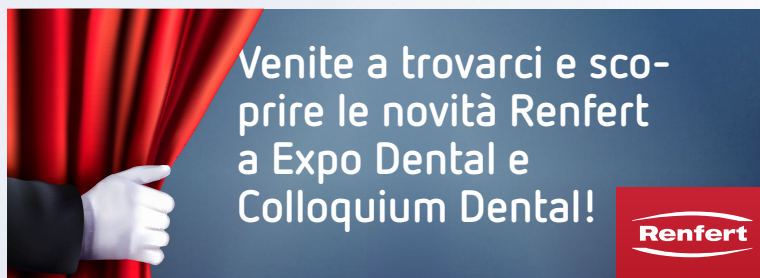 Venite a trovarci e sco-
prire le novità Renfert
a Expo Dental e
Colloquium Dental!
Renfert